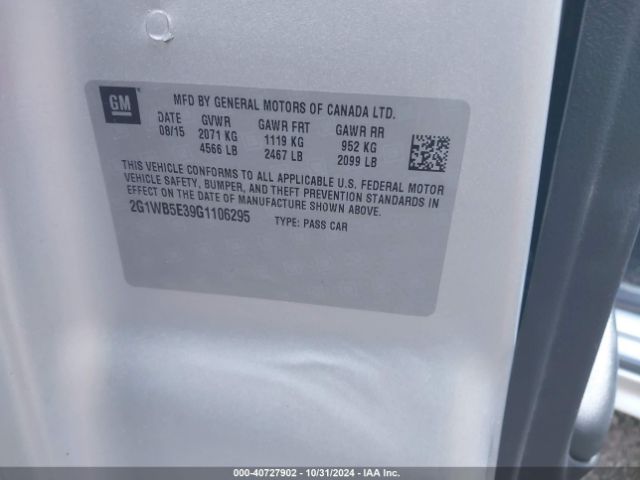 GM
MFD BY GENERAL MOTORS OF CANADA LTD.
DATE GVWR GAWR FRT GAWR RR
08/15 2071 KG 1119 KG 952 KG
4566 LB 2467 LB 2099 LB
THIS VEHICLE CONFORMS TO ALL APPLICABLE U.S. FEDERAL MOTOR
VEHICLE SAFETY, BUMPER, AND THEFT PREVENTION STANDARDS IN
EFFECT ON THE DATE OF MANUFACTURE SHOWN ABOVE.
2G1WB5E39G1106295 TYPE: PASS CAR
000-40727902 - 10/31/2024 - IAA Inc.